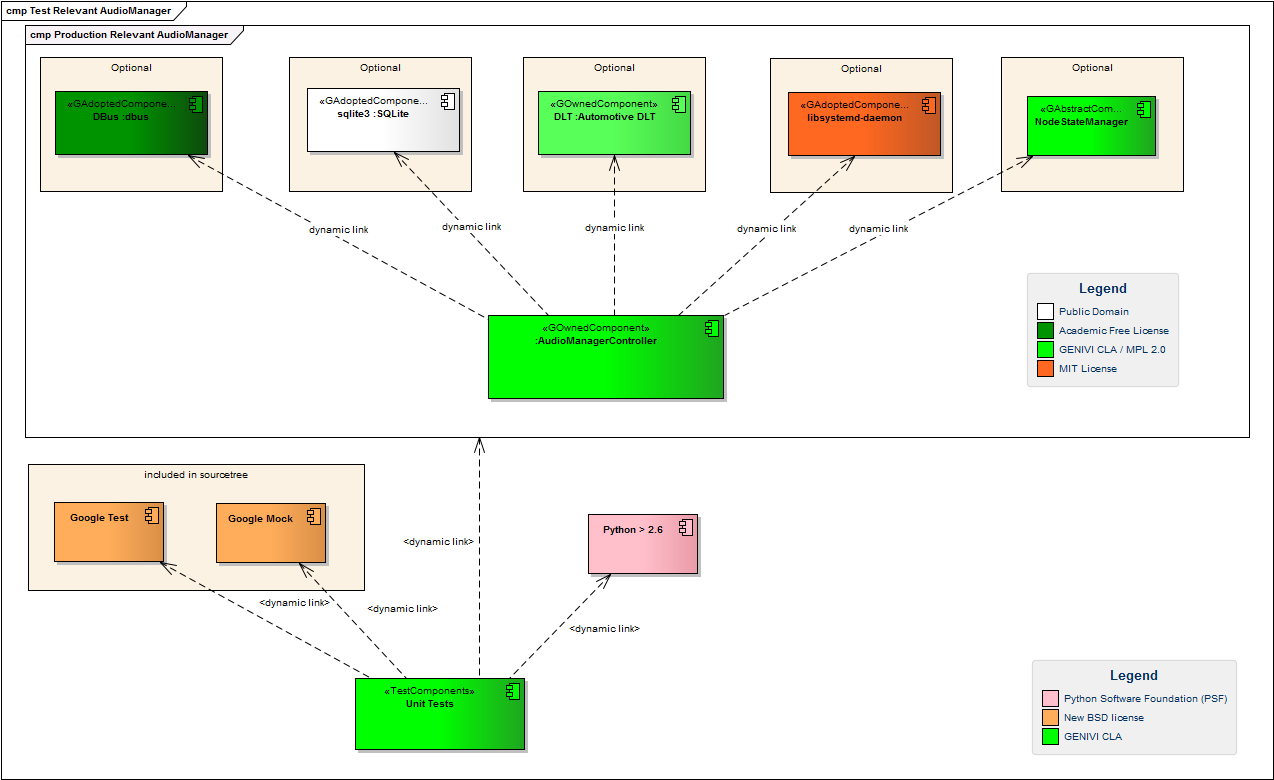 cmp Test Relevant AudioManager
cmp Production Relevant AudioManager
Optional
«GAdoptedCompone...
DBus :dbus
Optional
«GAdoptedCompone...
sqlite3 :SQLite
Optional
«GOwnedComponent»
DLT :Automotive DLT
Optional
«GAdoptedCompone...
libsystemd-daemon
Optional
«GAbstractCom...
NodeStateManager
dynamic link
dynamic link
dynamic link
dynamic link
dynamic link
«GOwnedComponent»
:AudioManagerController
Legend
Public Domain
Academic Free License
GENIVI CLA / MPL 2.0
MIT License
included in sourcetree
Google Test
Google Mock
Python > 2.6
<dynamic link>
<dynamic link>
<dynamic link>
<dynamic link>
«TestComponents»
Unit Tests
Legend
Python Software Foundation (PSF)
New BSD license
GENIVI CLA